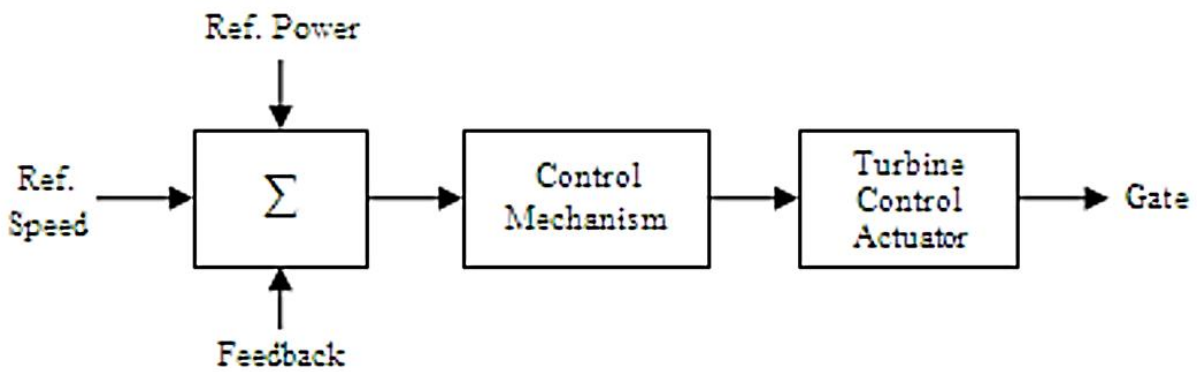 Ref. Power
Ref.
Speed
Σ
Control
Mechanism
Turbine
Control
Actuator
Gate
Feedback